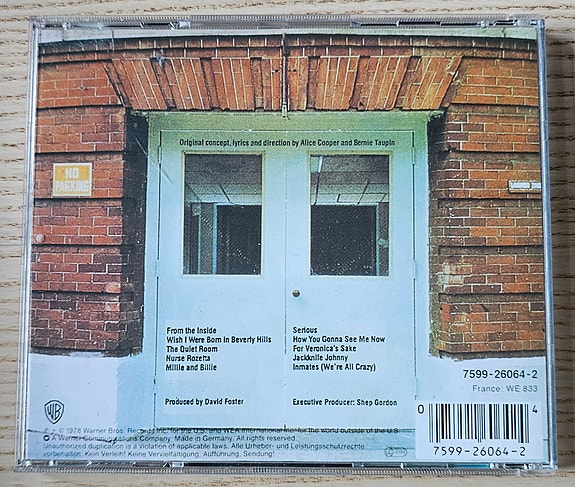 Original concept, lyrics and direction by Alice Cooper and Bernie Taupin
NO
PARKING
From the Inside
Wish I Were Born in Beverly Hills
The Quiet Room
Nurse Rozetta
Millie and Billie
Serious
How You Gonna See Me Now
For Veronica's Sake
Jackknife Johnny
Inmates (We're All Crazy)
Produced by David Foster
Executive Producer: Shep Gordon
7599-26064-2
France: WE 833
0
4
7599-26064-2
℗ + © 1978 Warner Bros. Records Inc. for the U.S. and WEA International Inc. for the world outside of the U.S.
A Warner Communications Company. Made in Germany. All rights reserved.
Unauthorized duplication is a violation of applicable laws. Alle Urheber- und Leistungsschutzrechte
vorbehalten. Kein Verleih! Keine Vervielfältigung, Aufführung, Sendung!